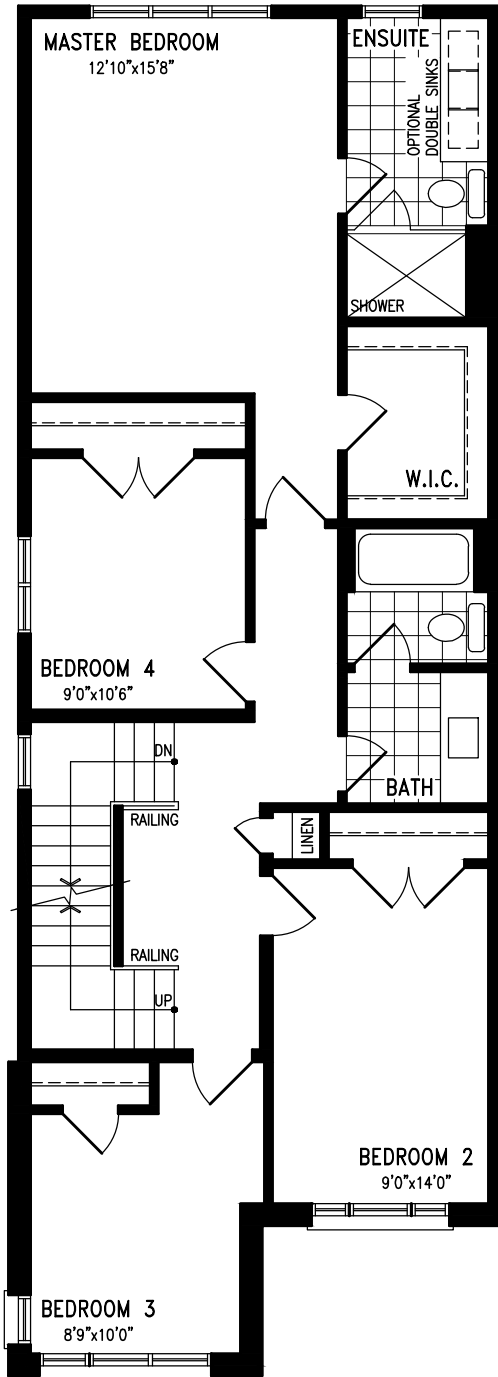 MASTER BEDROOM
12'10"x15'8"
ENSUITE
OPTIONAL
DOUBLE SINKS
SHOWER
W.I.C.
BEDROOM 4
9'0"x10'6"
BATH
DN
RAILING
LINEN
RAILING
UP
BEDROOM 2
9'0"x14'0"
BEDROOM 3
8'9"x10'0"